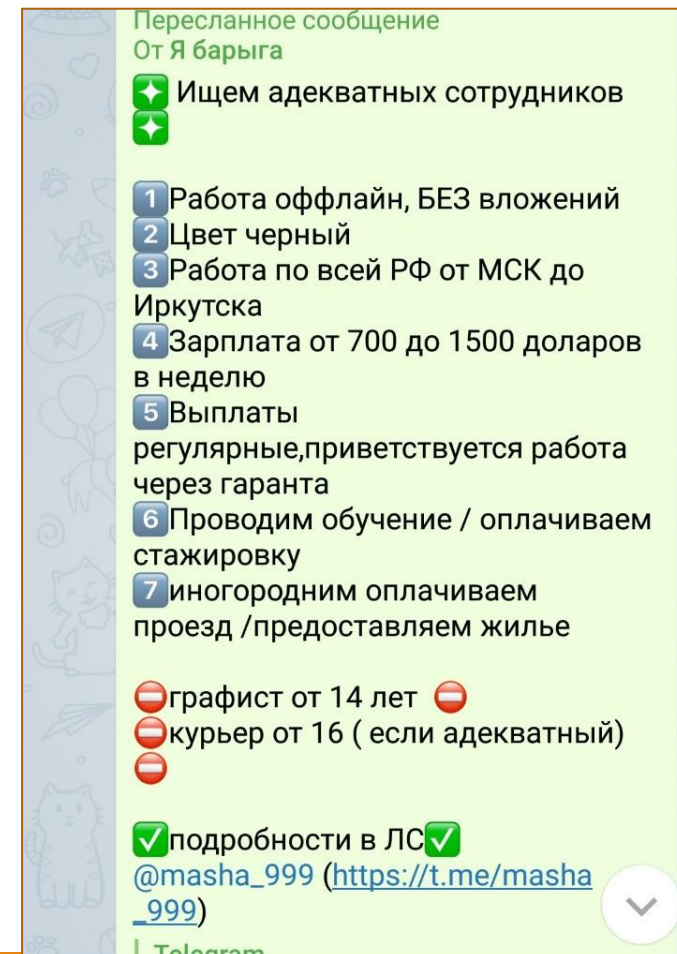 Пересланное сообщение
От Я барыга
Ищем адекватных сотрудников
1 Работа оффлайн, БЕЗ вложений
2 Цвет черный
3 Работа по всей РФ от МСК до
Иркутска
4 Зарплата от 700 до 1500 доларов
в неделю
5 Выплаты
регулярные,приветствуется работа
через гаранта
6 Проводим обучение / оплачиваем
стажировку
7 иногородним оплачиваем
проезд /предоставляем жилье
графист от 14 лет
курьер от 16 ( если адекватный)
подробности в ЛС
@masha_999 (https://t.me/masha
_999)
Telegram